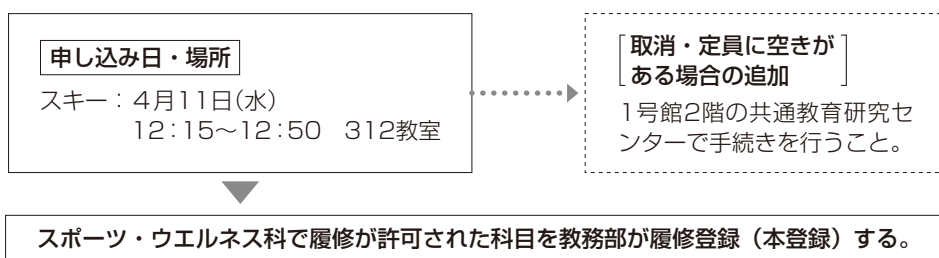 申し込み日・場所
スキー：4月11日(水)
12：15～12：50　312教室
取消・定員に空きが
ある場合の追加
1号館2階の共通教育研究セ
ンターで手続きを行うこと。
スポーツ・ウエルネス科で履修が許可された科目を教務部が履修登録（本登録）する。